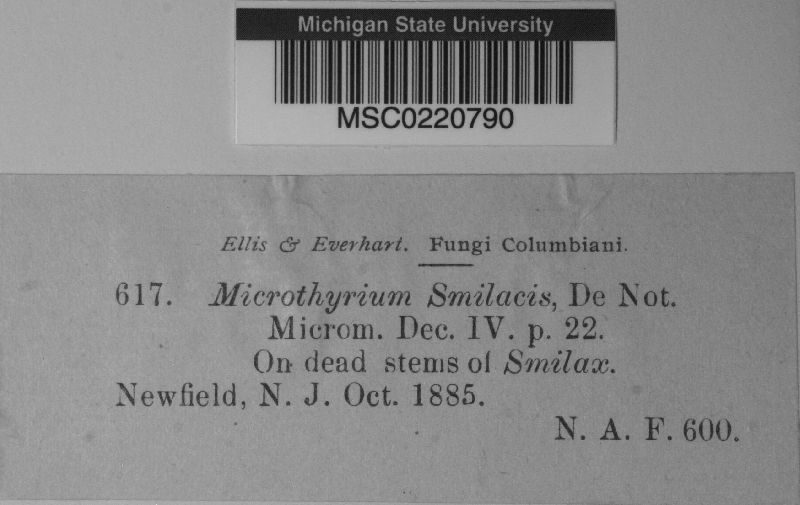 Michigan State University
MSC0220790
Ellis & Everhart. Fungi Columbiani.
617. Microthyrium Smilacis, De Not.
Microm. Dec. IV. p. 22.
On dead stems of Smilax.
Newfield, N. J. Oct. 1885.
N. A. F. 600.